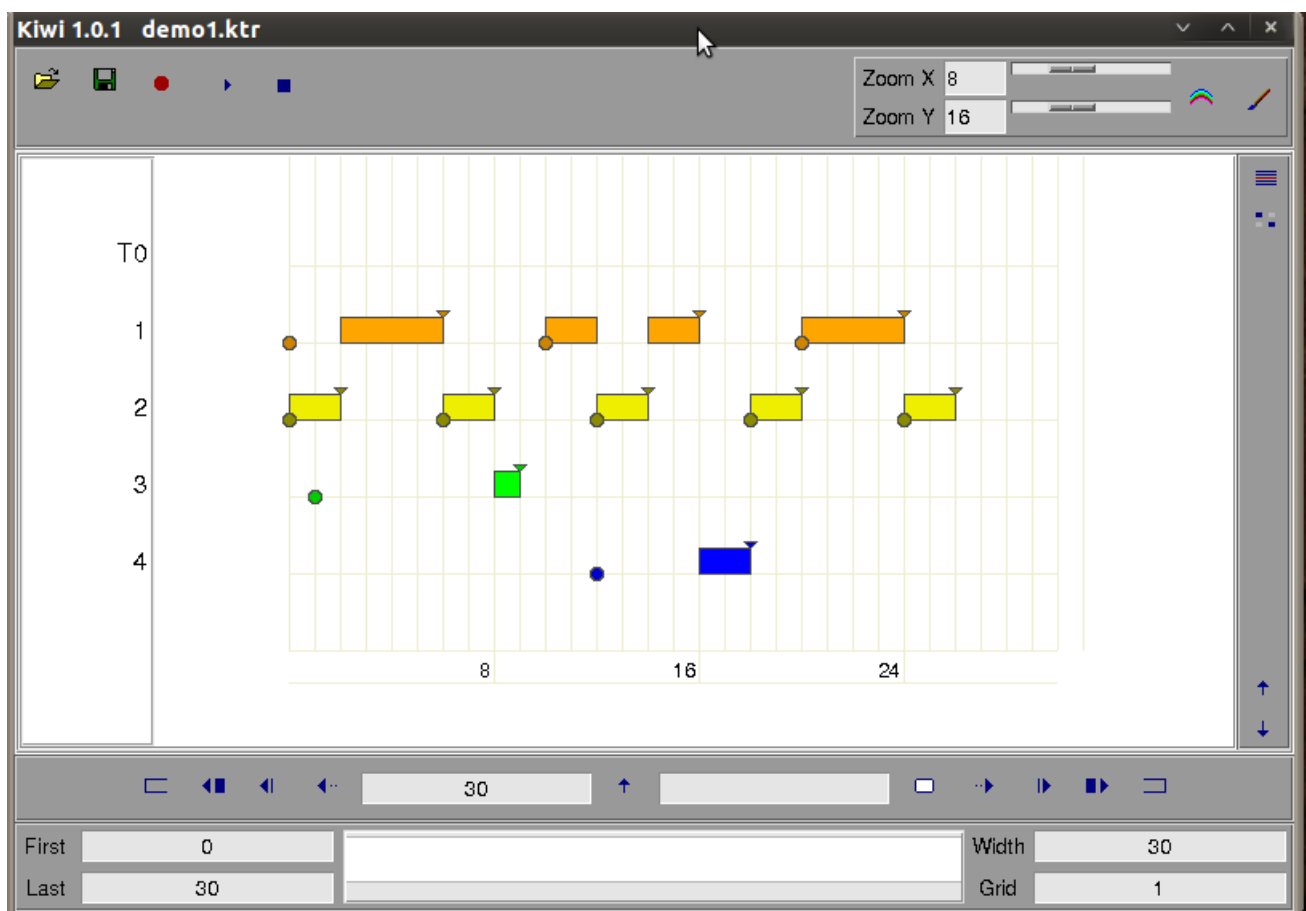 Kiwi 1.0.1 demo1.ktr
Zoom X 8
Zoom Y 16
T0
1
2
3
4
8 16 24
30
First 0 Width 30
Last 30 Grid 1